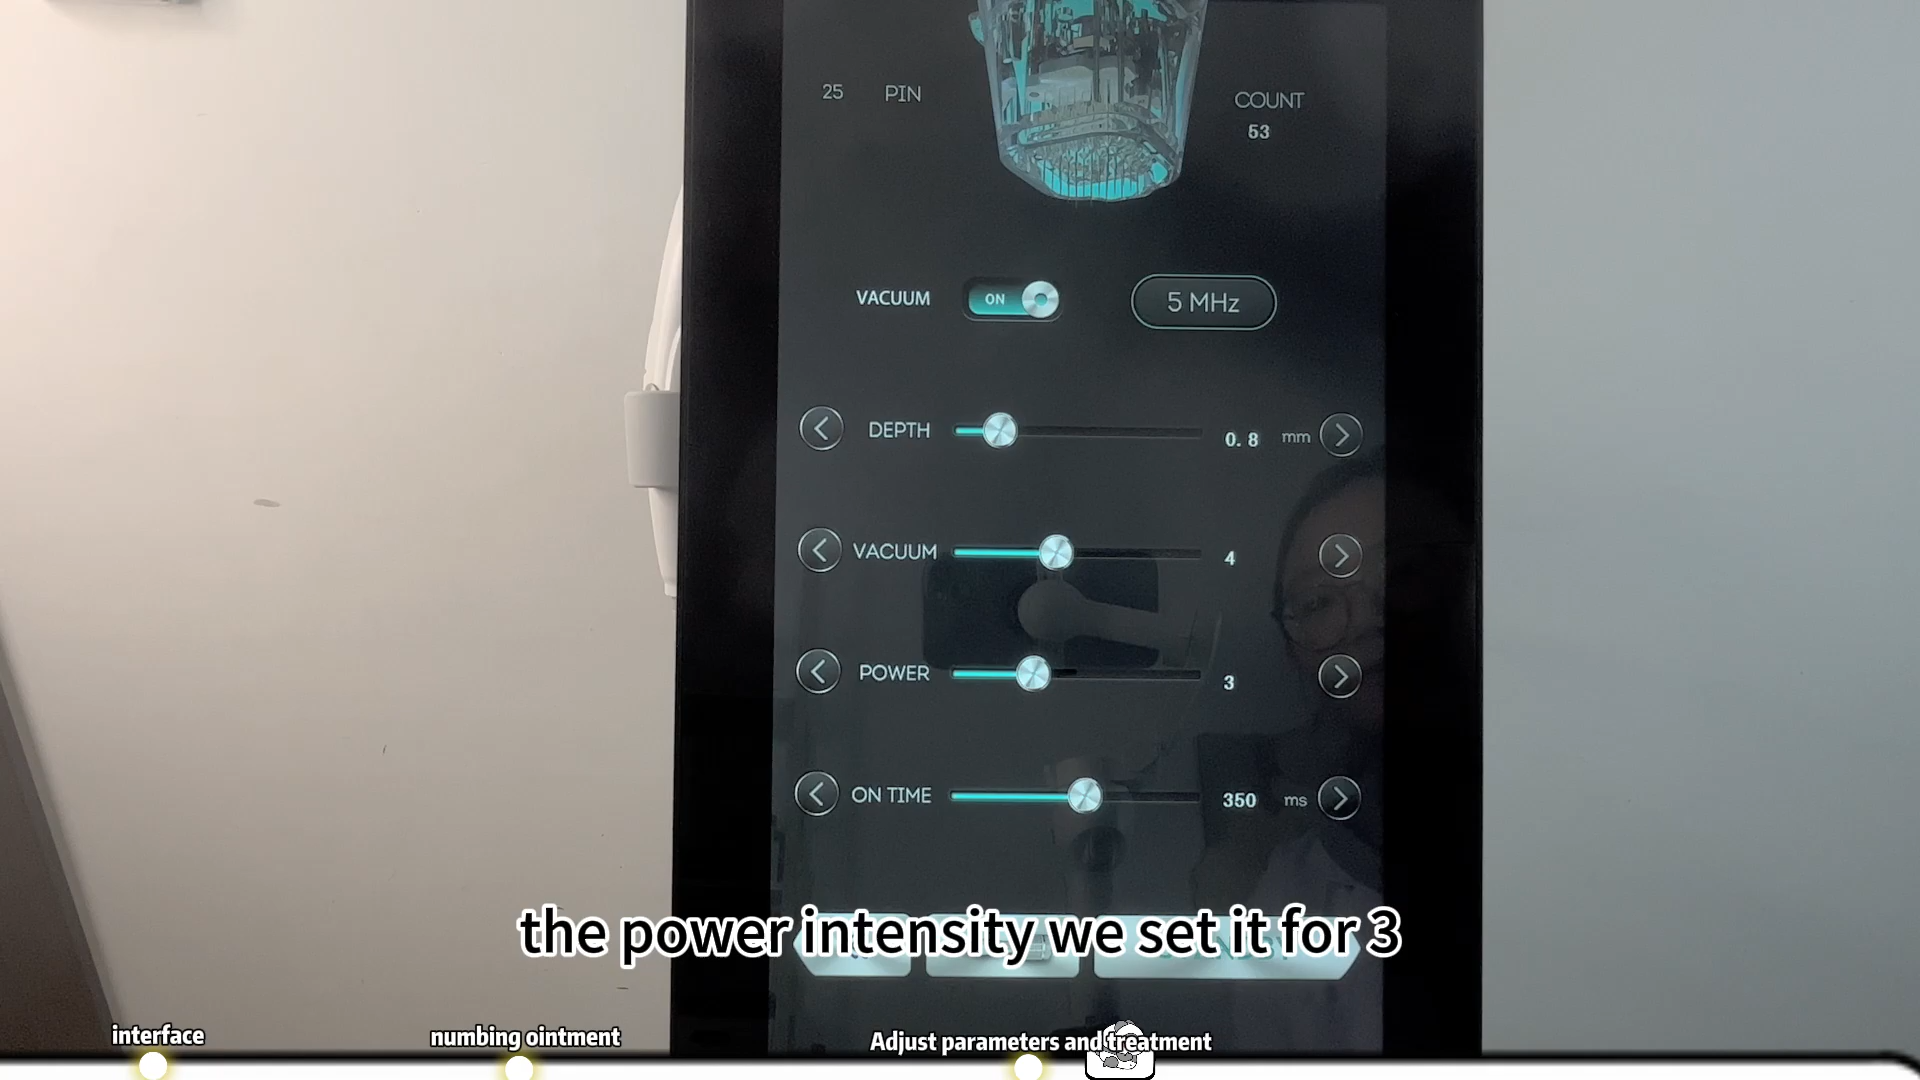 25 PIN
COUNT
53
VACUUM ON 5 MHz
DEPTH 0.8 mm
VACUUM 4
POWER 3
ON TIME 350 ms
the power intensity we set it for 3
interface
numbing ointment
Adjust parameters and treatment